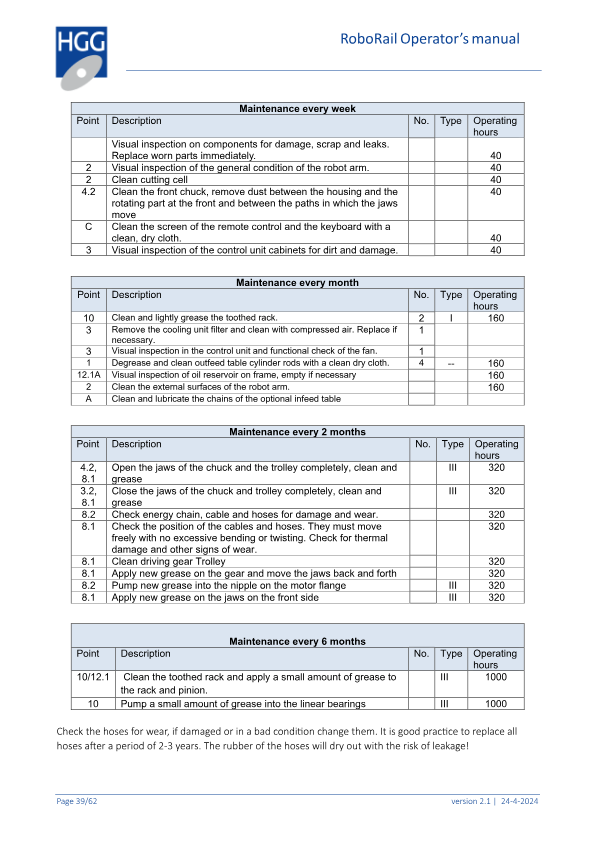 HGG
RoboRail Operator's manual
Maintenance every week
Point Description No. Type Operating
hours
Visual inspection on components for damage, scrap and leaks.
Replace worn parts immediately. 40
2 Visual inspection of the general condition of the robot arm. 40
2 Clean cutting cell 40
4.2 Clean the front chuck, remove dust between the housing and the 40
rotating part at the front and between the paths in which the jaws
move
C Clean the screen of the remote control and the keyboard with a
clean, dry cloth. 40
3 Visual inspection of the control unit cabinets for dirt and damage. 40
Maintenance every month
Point Description No. Type Operating
hours
10 Clean and lightly grease the toothed rack. 2 I 160
3 Remove the cooling unit filter and clean with compressed air. Replace if 1
necessary.
3 Visual inspection in the control unit and functional check of the fan. 1
1 Degrease and clean outfeed table cylinder rods with a clean dry cloth. 4 -- 160
12.1A Visual inspection of oil reservoir on frame, empty if necessary 160
2 Clean the external surfaces of the robot arm. 160
A Clean and lubricate the chains of the optional infeed table
Maintenance every 2 months
Point Description No. Type Operating
hours
4.2, Open the jaws of the chuck and the trolley completely, clean and III 320
8.1 grease
3.2, Close the jaws of the chuck and trolley completely, clean and III 320
8.1 grease
8.2 Check energy chain, cable and hoses for damage and wear. 320
8.1 Check the position of the cables and hoses. They must move 320
freely with no excessive bending or twisting. Check for thermal
damage and other signs of wear.
8.1 Clean driving gear Trolley 320
8.1 Apply new grease on the gear and move the jaws back and forth 320
8.2 Pump new grease into the nipple on the motor flange III 320
8.1 Apply new grease on the jaws on the front side III 320
Maintenance every 6 months
Point Description No. Type Operating
hours
10/12.1 Clean the toothed rack and apply a small amount of grease to III 1000
the rack and pinion.
10 Pump a small amount of grease into the linear bearings III 1000
Check the hoses for wear, if damaged or in a bad condition change them. It is good practice to replace all
hoses after a period of 2-3 years. The rubber of the hoses will dry out with the risk of leakage!
Page 39/62 version 2.1 | 24-4-2024